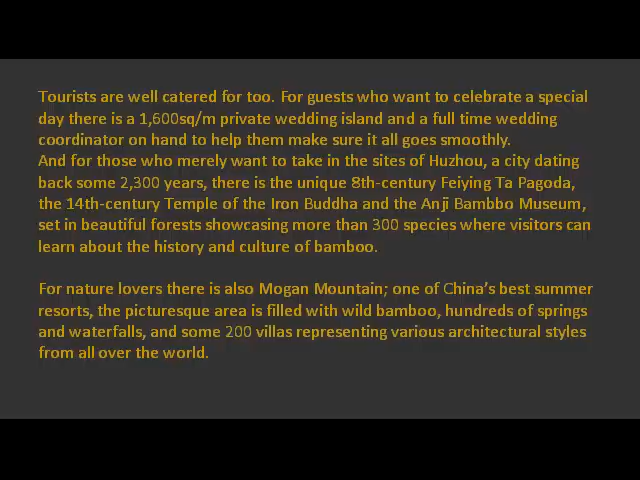 Tourists are well catered for too. For guests who want to celebrate a special
day there is a 1,600sq/m private wedding island and a full time wedding
coordinator on hand to help them make sure it all goes smoothly.
And for those who merely want to take in the sites of Huzhou, a city dating
back some 2,300 years, there is the unique 8th-century Feiying Ta Pagoda,
the 14th-century Temple of the Iron Buddha and the Anji Bambbo Museum,
set in beautiful forests showcasing more than 300 species where visitors can
learn about the history and culture of bamboo.
For nature lovers there is also Mogan Mountain; one of China’s best summer
resorts, the picturesque area is filled with wild bamboo, hundreds of springs
and waterfalls, and some 200 villas representing various architectural styles
from all over the world.